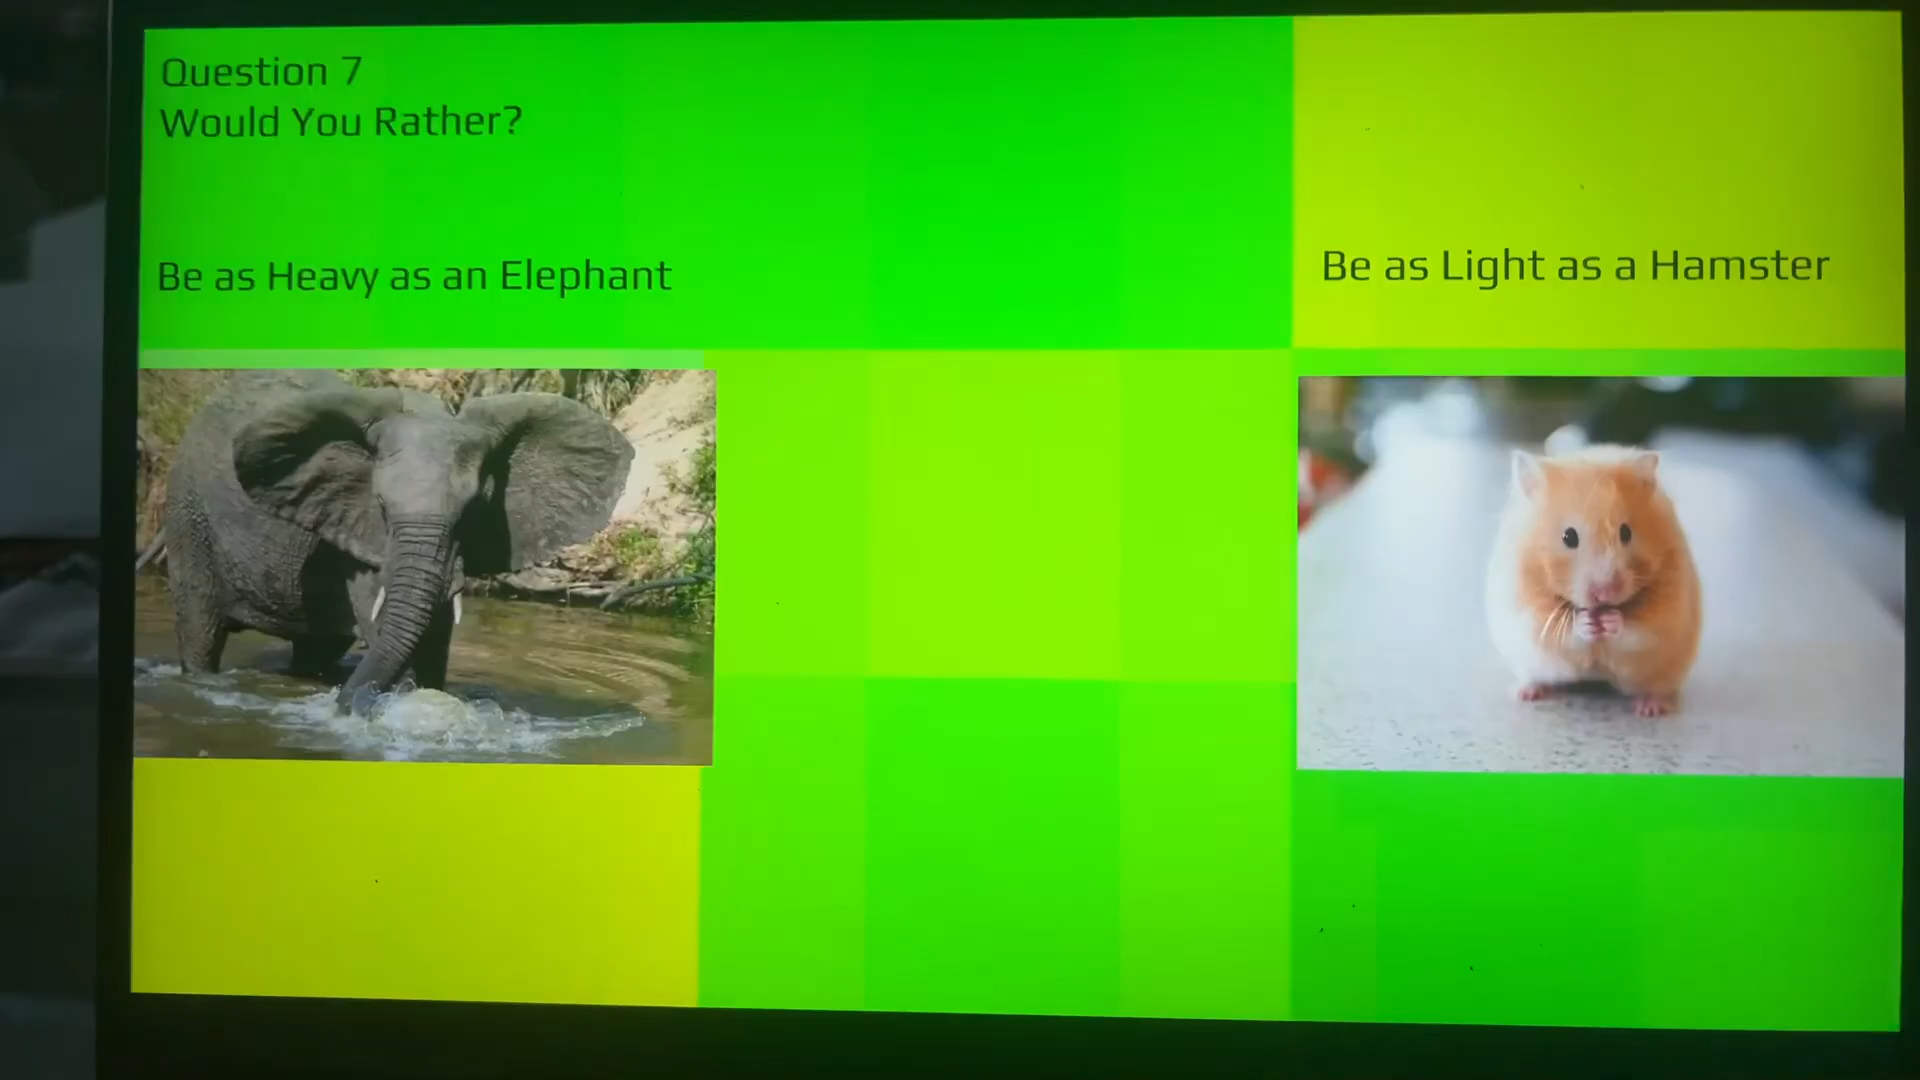 Question 7
Would You Rather?
Be as Heavy as an Elephant
Be as Light as a Hamster